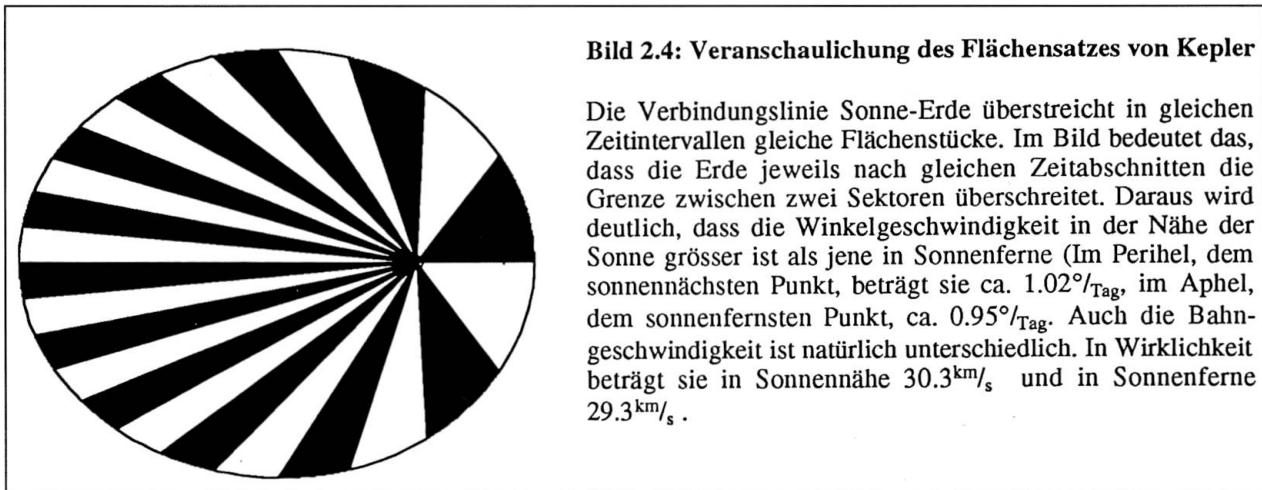 Bild 2.4: Veranschaulichung des Flächensatzes von Kepler
Die Verbindungslinie Sonne-Erde überstreicht in gleichen
Zeitintervallen gleiche Flächenstücke. Im Bild bedeutet das,
dass die Erde jeweils nach gleichen Zeitabschnitten die
Grenze zwischen zwei Sektoren überschreitet. Daraus wird
deutlich, dass die Winkelgeschwindigkeit in der Nähe der
Sonne grösser ist als jene in Sonnenferne (Im Perihel, dem
sonnennächsten Punkt, beträgt sie ca. 1.02°/Tag, im Aphel,
dem sonnenfernsten Punkt, ca. 0.95°/Tag. Auch die Bahn-
geschwindigkeit ist natürlich unterschiedlich. In Wirklichkeit
beträgt sie in Sonnennähe 30.3km/s und in Sonnenferne
29.3km/s .